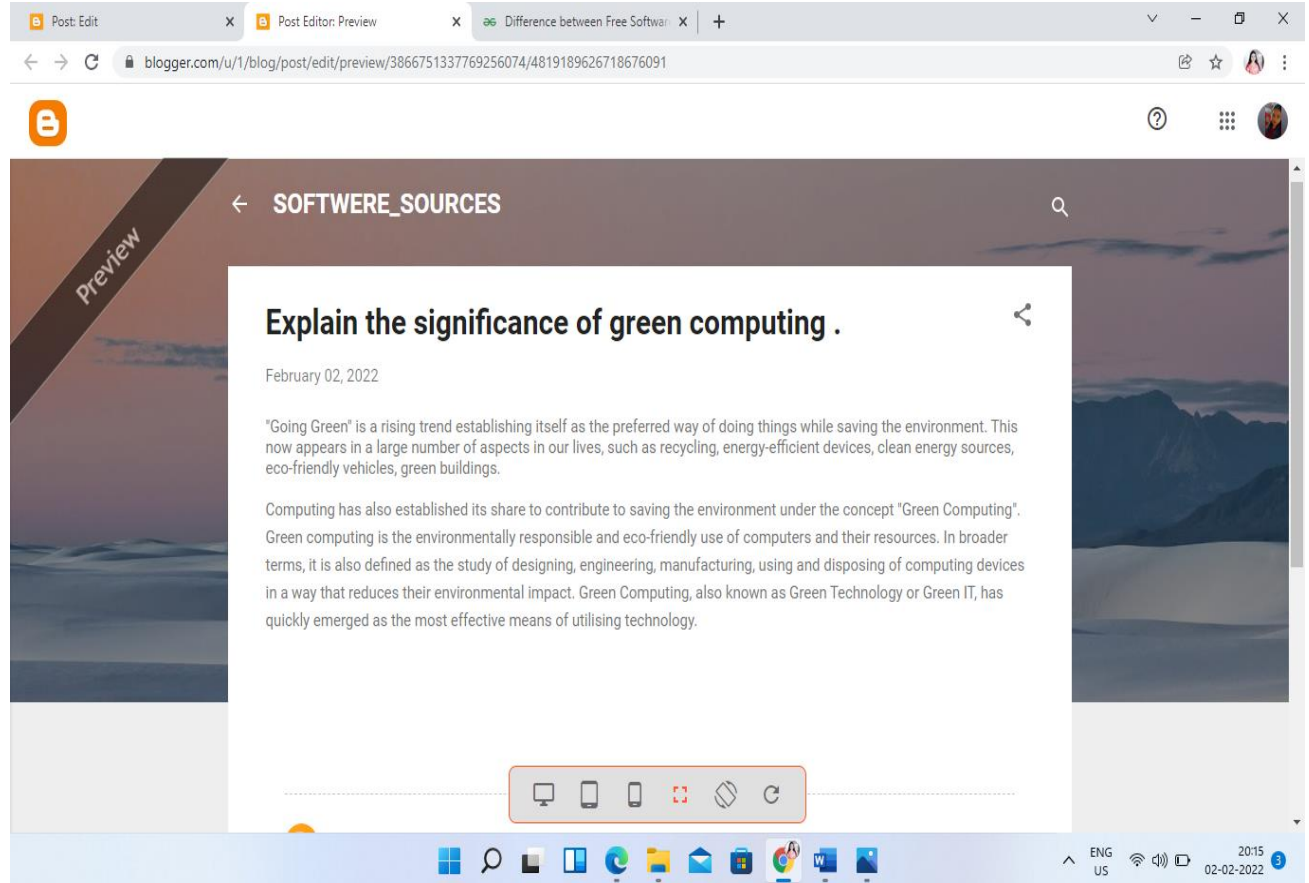 Post: Edit
Post Editor: Preview
Difference between Free Softwar
blogger.com/u/1/blog/post/edit/preview/3866751337769256074/4819189626718676091
Preview
SOFTWERE_SOURCES
Explain the significance of green computing .
February 02, 2022
"Going Green" is a rising trend establishing itself as the preferred way of doing things while saving the environment. This
now appears in a large number of aspects in our lives, such as recycling, energy-efficient devices, clean energy sources,
eco-friendly vehicles, green buildings.
Computing has also established its share to contribute to saving the environment under the concept "Green Computing".
Green computing is the environmentally responsible and eco-friendly use of computers and their resources. In broader
terms, it is also defined as the study of designing, engineering, manufacturing, using and disposing of computing devices
in a way that reduces their environmental impact. Green Computing, also known as Green Technology or Green IT, has
quickly emerged as the most effective means of utilising technology.
ENG
US
20:15
02-02-2022
3